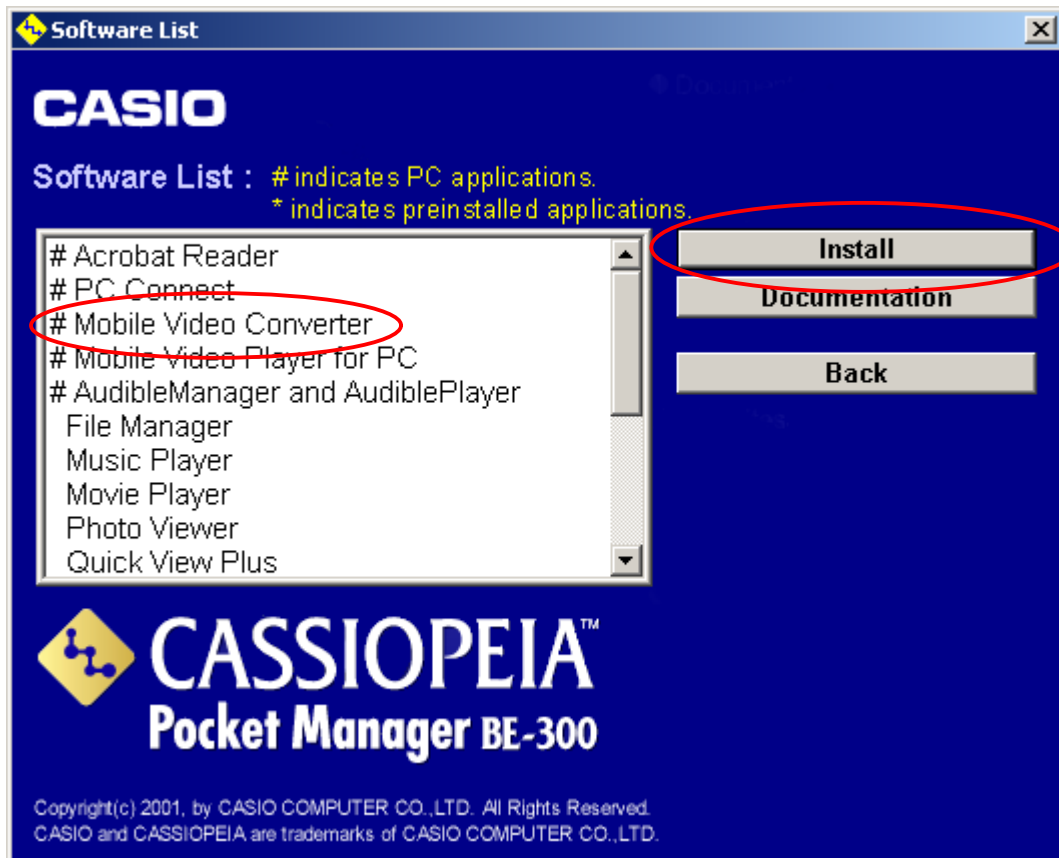 Software List
CASIO
Software List : # indicates PC applications.
* indicates preinstalled applications.
# Acrobat Reader
# PC Connect
# Mobile Video Converter
# Mobile Video Player for PC
# AudibleManager and AudiblePlayer
File Manager
Music Player
Movie Player
Photo Viewer
Quick View Plus
Install
Documentation
Back
CASSIOPEIA™
Pocket Manager BE-300
Copyright(c) 2001, by CASIO COMPUTER CO.,LTD. All Rights Reserved.
CASIO and CASSIOPEIA are trademarks of CASIO COMPUTER CO.,LTD.